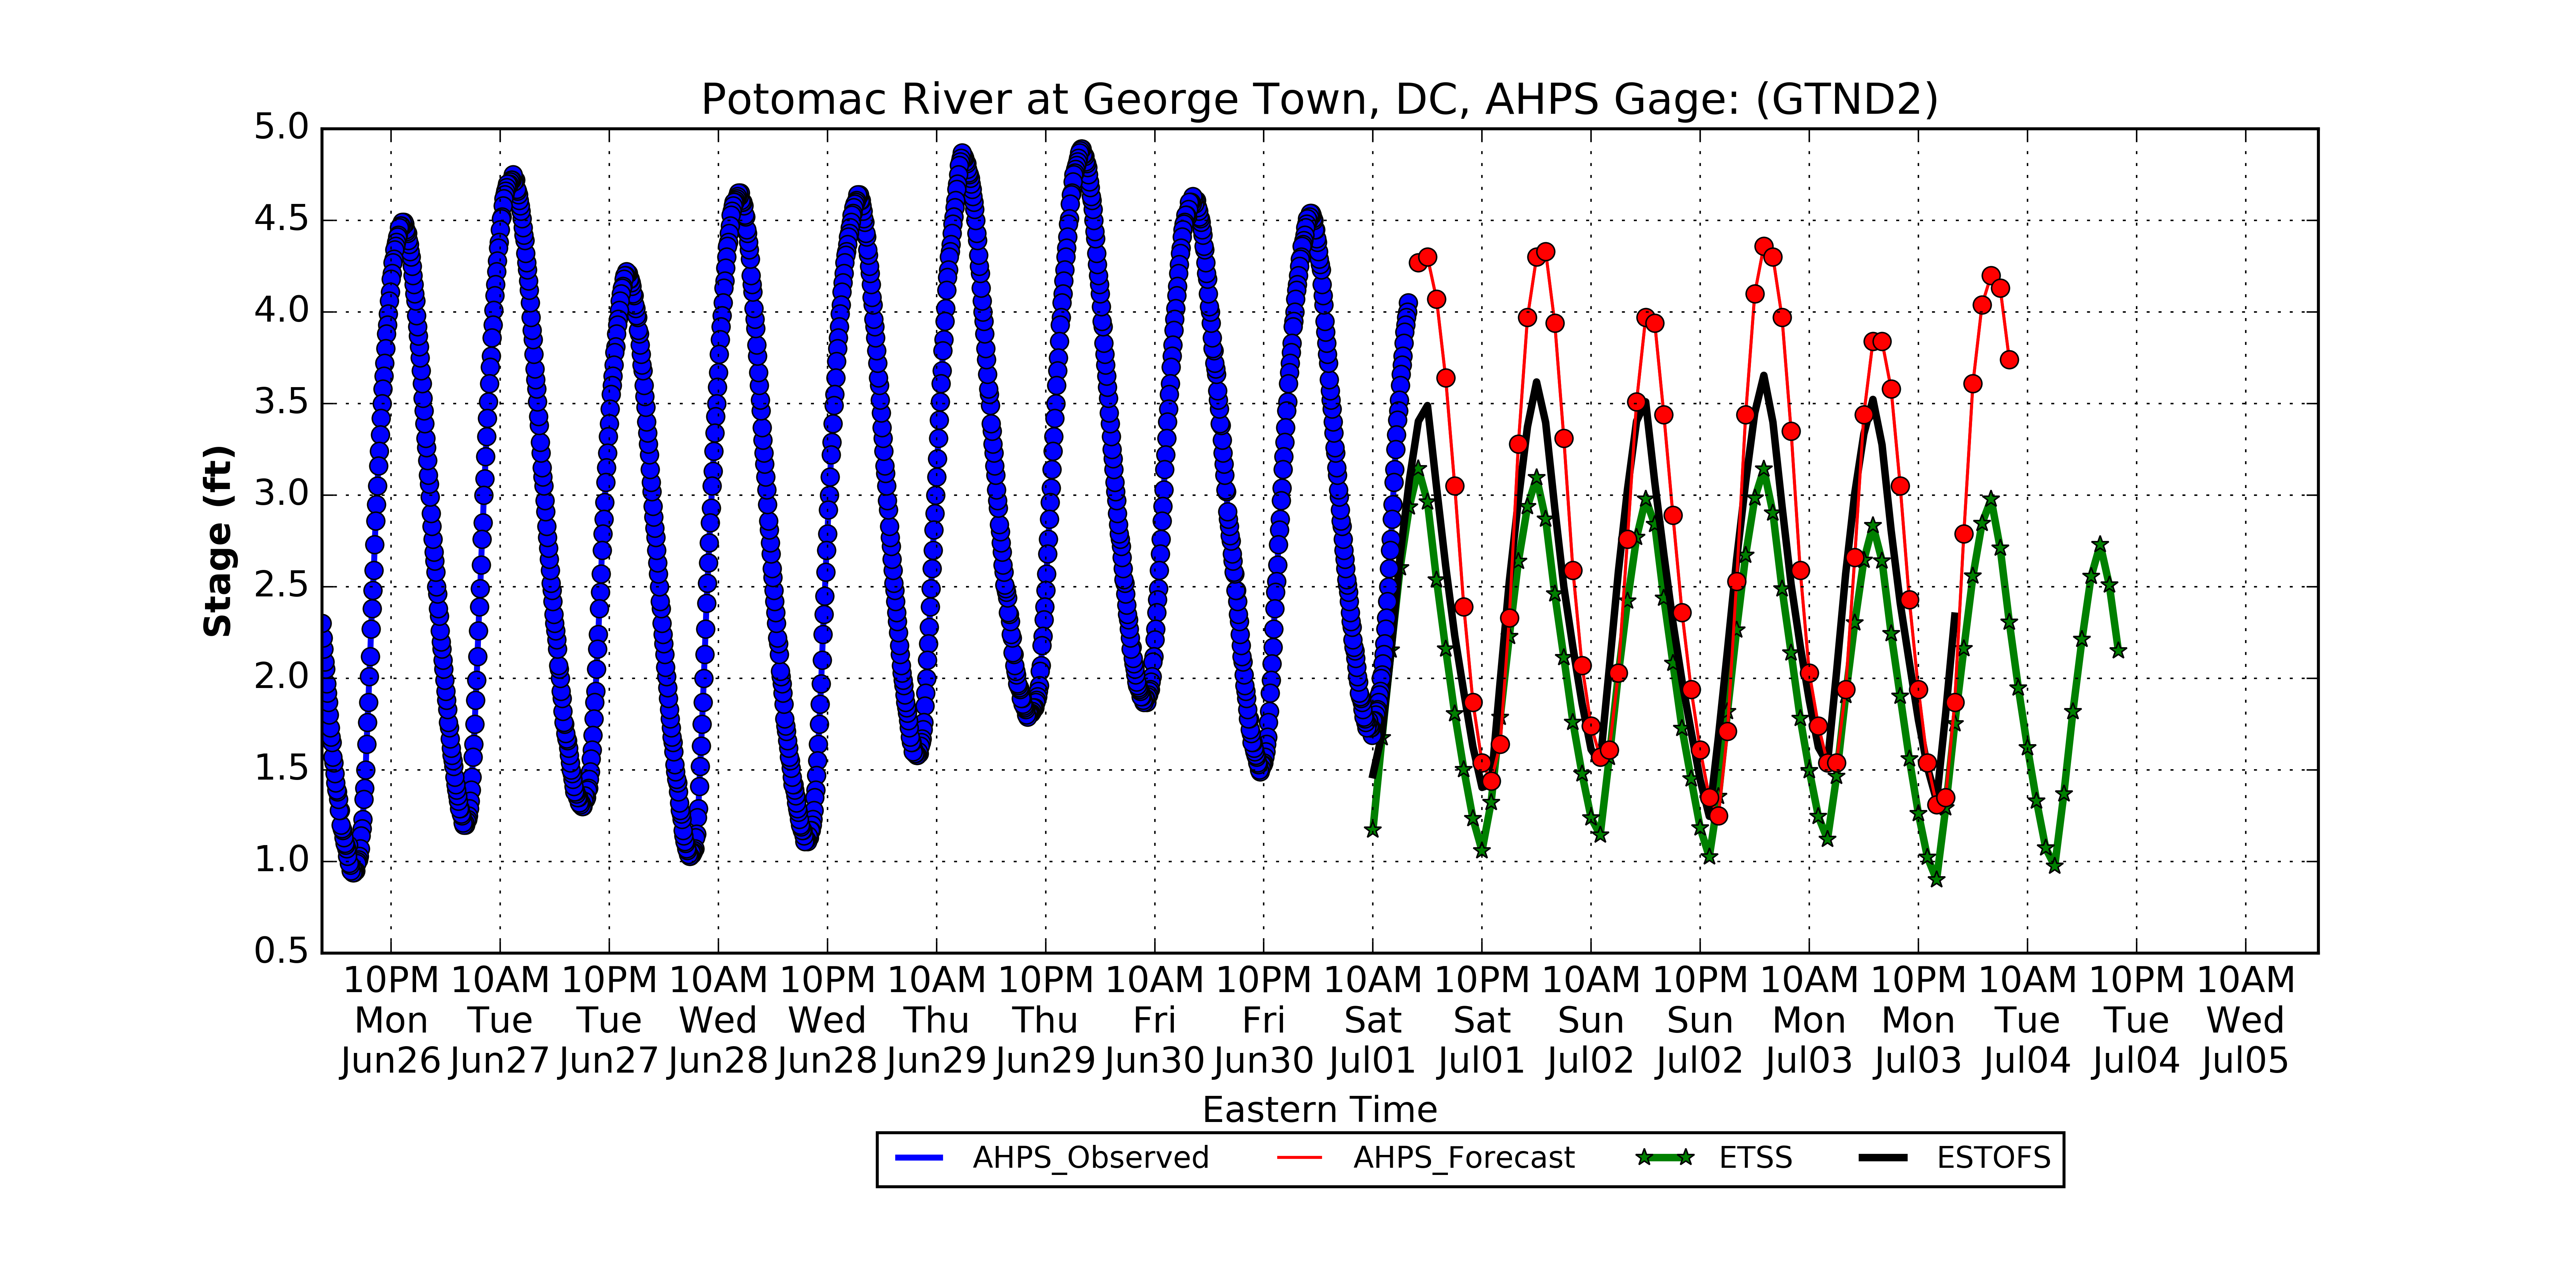 Potomac River at George Town, DC, AHPS Gage: (GTND2)
5.0
4.5
4.0
3.5
3.0
2.5
2.0
1.5
1.0
0.5
Stage (ft)
10PM 10AM 10PM 10AM 10PM 10AM 10PM 10AM 10PM 10AM 10PM 10AM 10PM 10AM 10PM 10AM 10PM 10AM
Mon Tue Tue Wed Wed Thu Thu Fri Fri Sat Sat Sun Sun Mon Mon Tue Tue Wed
Jun26 Jun27 Jun27 Jun28 Jun28 Jun29 Jun29 Jun30 Jun30 Jul01 Jul01 Jul02 Jul02 Jul03 Jul03 Jul04 Jul04 Jul05
Eastern Time
AHPS_Observed AHPS_Forecast ETSS ESTOFS